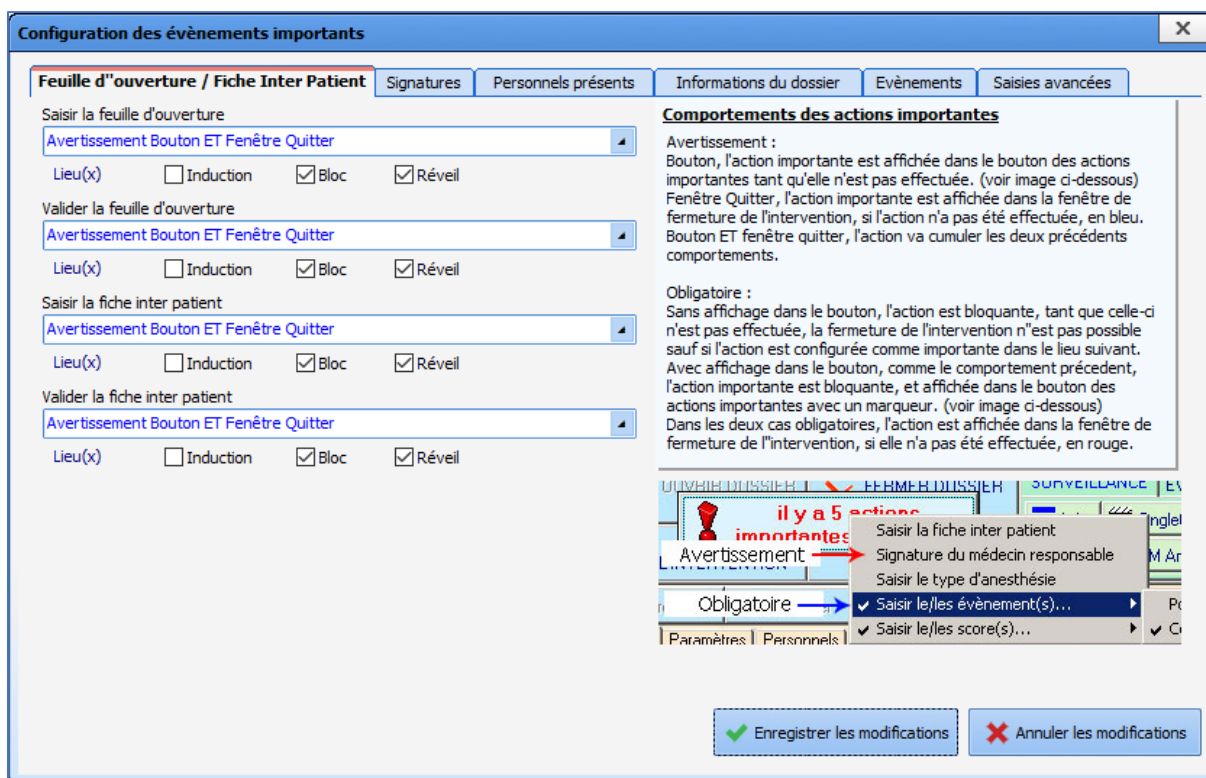 Configuration des évènements importants
Feuille d"ouverture / Fiche Inter Patient
Signatures
Personnels présents
Informations du dossier
Evènements
Saisies avancées
Saisir la feuille d'ouverture
Avertissement Bouton ET Fenêtre Quitter
Lieu(x) Induction Bloc Réveil
Valider la feuille d'ouverture
Avertissement Bouton ET Fenêtre Quitter
Lieu(x) Induction Bloc Réveil
Saisir la fiche inter patient
Avertissement Bouton ET Fenêtre Quitter
Lieu(x) Induction Bloc Réveil
Valider la fiche inter patient
Avertissement Bouton ET Fenêtre Quitter
Lieu(x) Induction Bloc Réveil
Comportements des actions importantes
Avertissement :
Bouton, l'action importante est affichée dans le bouton des actions
importantes tant qu'elle n'est pas effectuée. (voir image ci-dessous)
Fenêtre Quitter, l'action importante est affichée dans la fenêtre de
fermeture de l'intervention, si l'action n'a pas été effectuée, en bleu.
Bouton ET fenêtre quitter, l'action va cumuler les deux précédents
comportements.
Obligatoire :
Sans affichage dans le bouton, l'action est bloquante, tant que celle-ci
n'est pas effectuée, la fermeture de l'intervention n"est pas possible
sauf si l'action est configurée comme importante dans le lieu suivant.
Avec affichage dans le bouton, comme le comportement précedent,
l'action importante est bloquante, et affichée dans le bouton des
actions importantes avec un marqueur. (voir image ci-dessous)
Dans les deux cas obligatoires, l'action est affichée dans la fenêtre de
fermeture de l"intervention, si elle n'a pas été effectuée, en rouge.
OUVRIR DOSSIER FERMER DOSSIER SURVEILLANCE
il y a 5 actions
importantes
Saisir la fiche inter patient
Avertissement
Signature du médecin responsable
Saisir le type d'anesthésie
Obligatoire
Saisir le/les évènement(s)...
Saisir le/les score(s)...
Paramètres Personnels
Enregistrer les modifications
Annuler les modifications